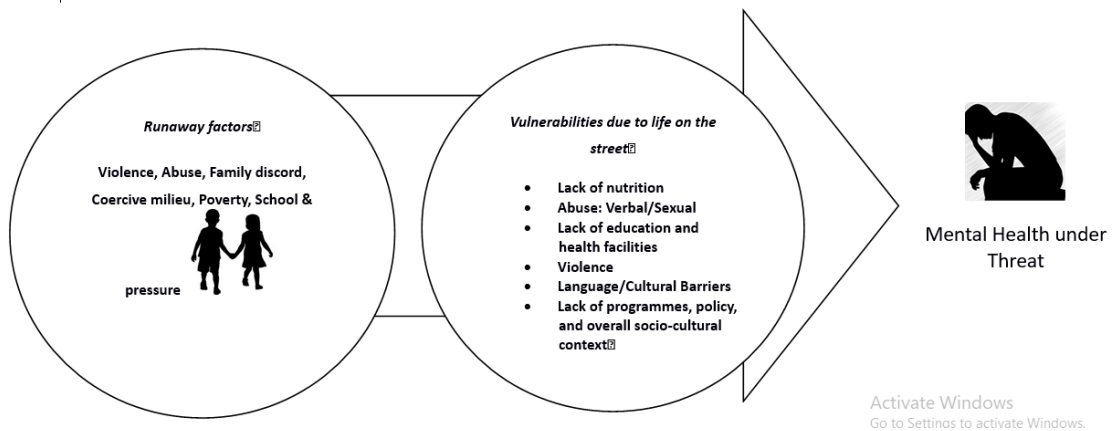 Runaway factors
Violence, Abuse, Family discord,
Coercive milieu, Poverty, School &
pressure
Vulnerabilities due to life on the
street
• Lack of nutrition
• Abuse: Verbal/Sexual
• Lack of education and
health facilities
• Violence
• Language/Cultural Barriers
• Lack of programmes, policy,
and overall socio-cultural
context
Mental Health under
Threat
Activate Windows
Go to Settings to activate Windows.